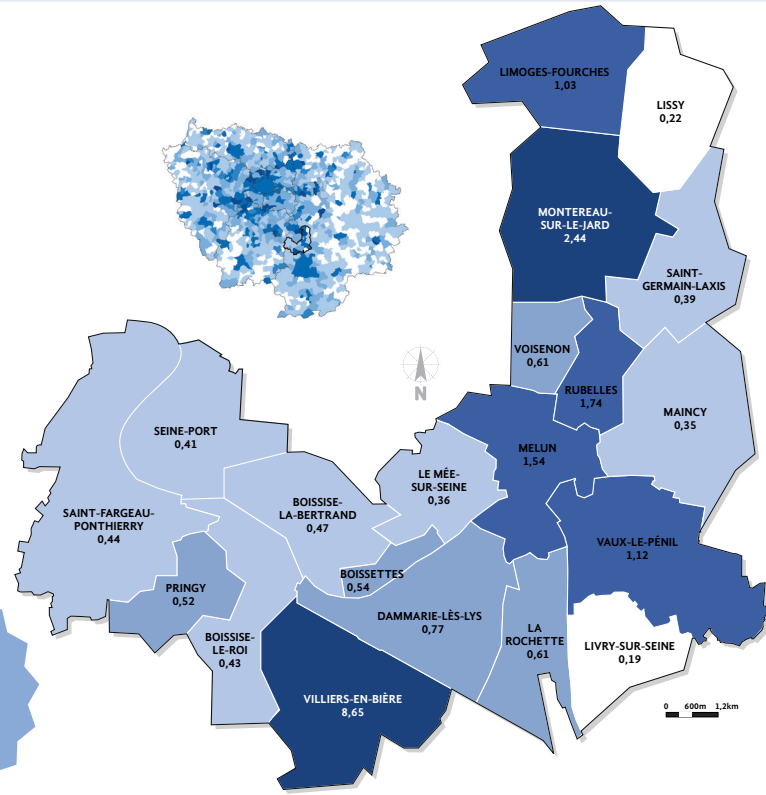 LIMOGES-FOURCHES
1,03
LISSY
0,22
MONTEREAU-
SUR-LE-JARD
2,44
SAINT-
GERMAIN-LAXIS
0,39
VOISENON
0,61
RUBELLES
1,74
MAINCY
0,35
N
SEINE-PORT
0,41
MELUN
1,54
LE MÉE-
SUR-SEINE
0,36
BOISSISE-
LA-BERTRAND
0,47
SAINT-FARGEAU-
PONTHIERRY
0,44
VAUX-LE-PÉNIL
1,12
BOISSETTES
0,54
PRINGY
0,52
DAMMARIE-LÈS-LYS
0,77
LA
ROCHETTE
0,61
BOISSISE-
LE-ROI
0,43
LIVRY-SUR-SEINE
0,19
VILLIERS-EN-BIÈRE
8,65
0 600m 1,2km